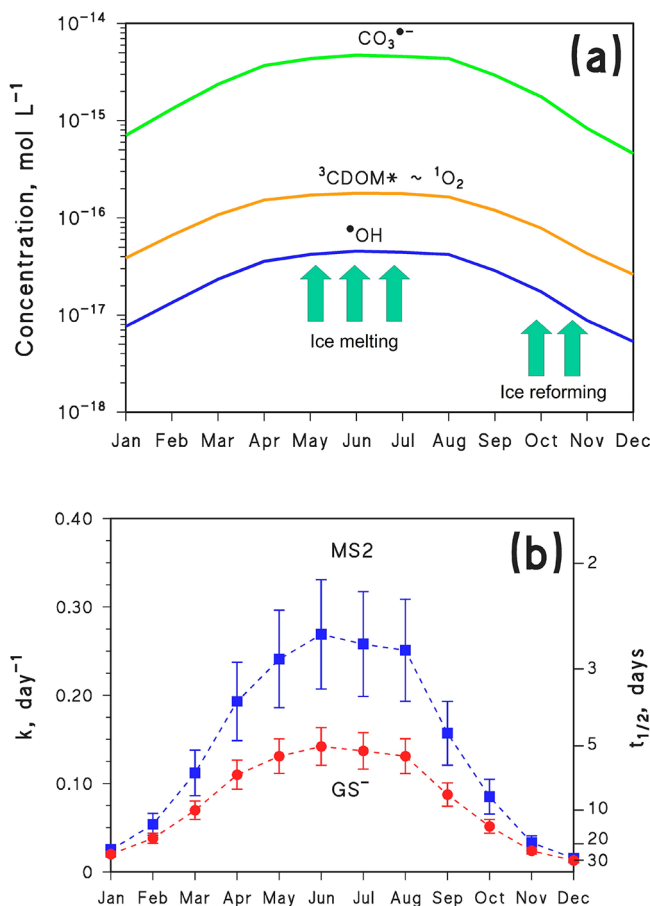 10⁻¹⁴
CO₃•⁻
(a)
10⁻¹⁵
Concentration, mol L⁻¹
³CDOM* ~ ¹O₂
10⁻¹⁶
•OH
10⁻¹⁷
Ice melting
Ice reforming
10⁻¹⁸
Jan Feb Mar Apr May Jun Jul Aug Sep Oct Nov Dec
0.40
MS2
(b)
2
0.30
k, day⁻¹
3
t₁/₂, days
0.20
5
GS⁻
0.10
10
20
0
30
Jan Feb Mar Apr May Jun Jul Aug Sep Oct Nov Dec